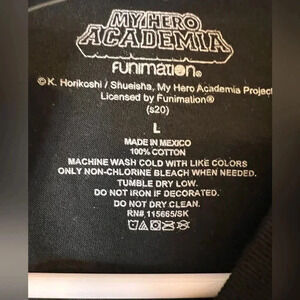 MY HERO
ACADEMIA
FUNIMATION®
© K. Horikoshi / Shueisha, My Hero Academia Project
Licensed by Funimation®
(s20)
L
MADE IN MEXICO
100% COTTON
MACHINE WASH COLD WITH LIKE COLORS
ONLY NON-CHLORINE BLEACH WHEN NEEDED.
TUMBLE DRY LOW.
DO NOT IRON IF DECORATED.
DO NOT DRY CLEAN.
RN# 115655/SK